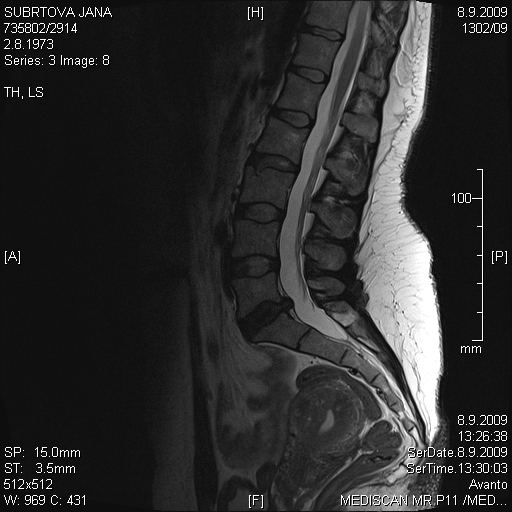 SUBRTOVA JANA
735802/2914
2.8.1973
Series: 3 Image: 8
TH, LS
[H]
8.9.2009
1302/09
100
[A]
[P]
mm
8.9.2009
13:26:38
SerDate.8.9.2009
SerTime.13:30:03
Avanto
MEDISCAN MR P11 /MED...
SP: 15.0mm
ST: 3.5mm
512x512
W: 969 C: 431
[F]